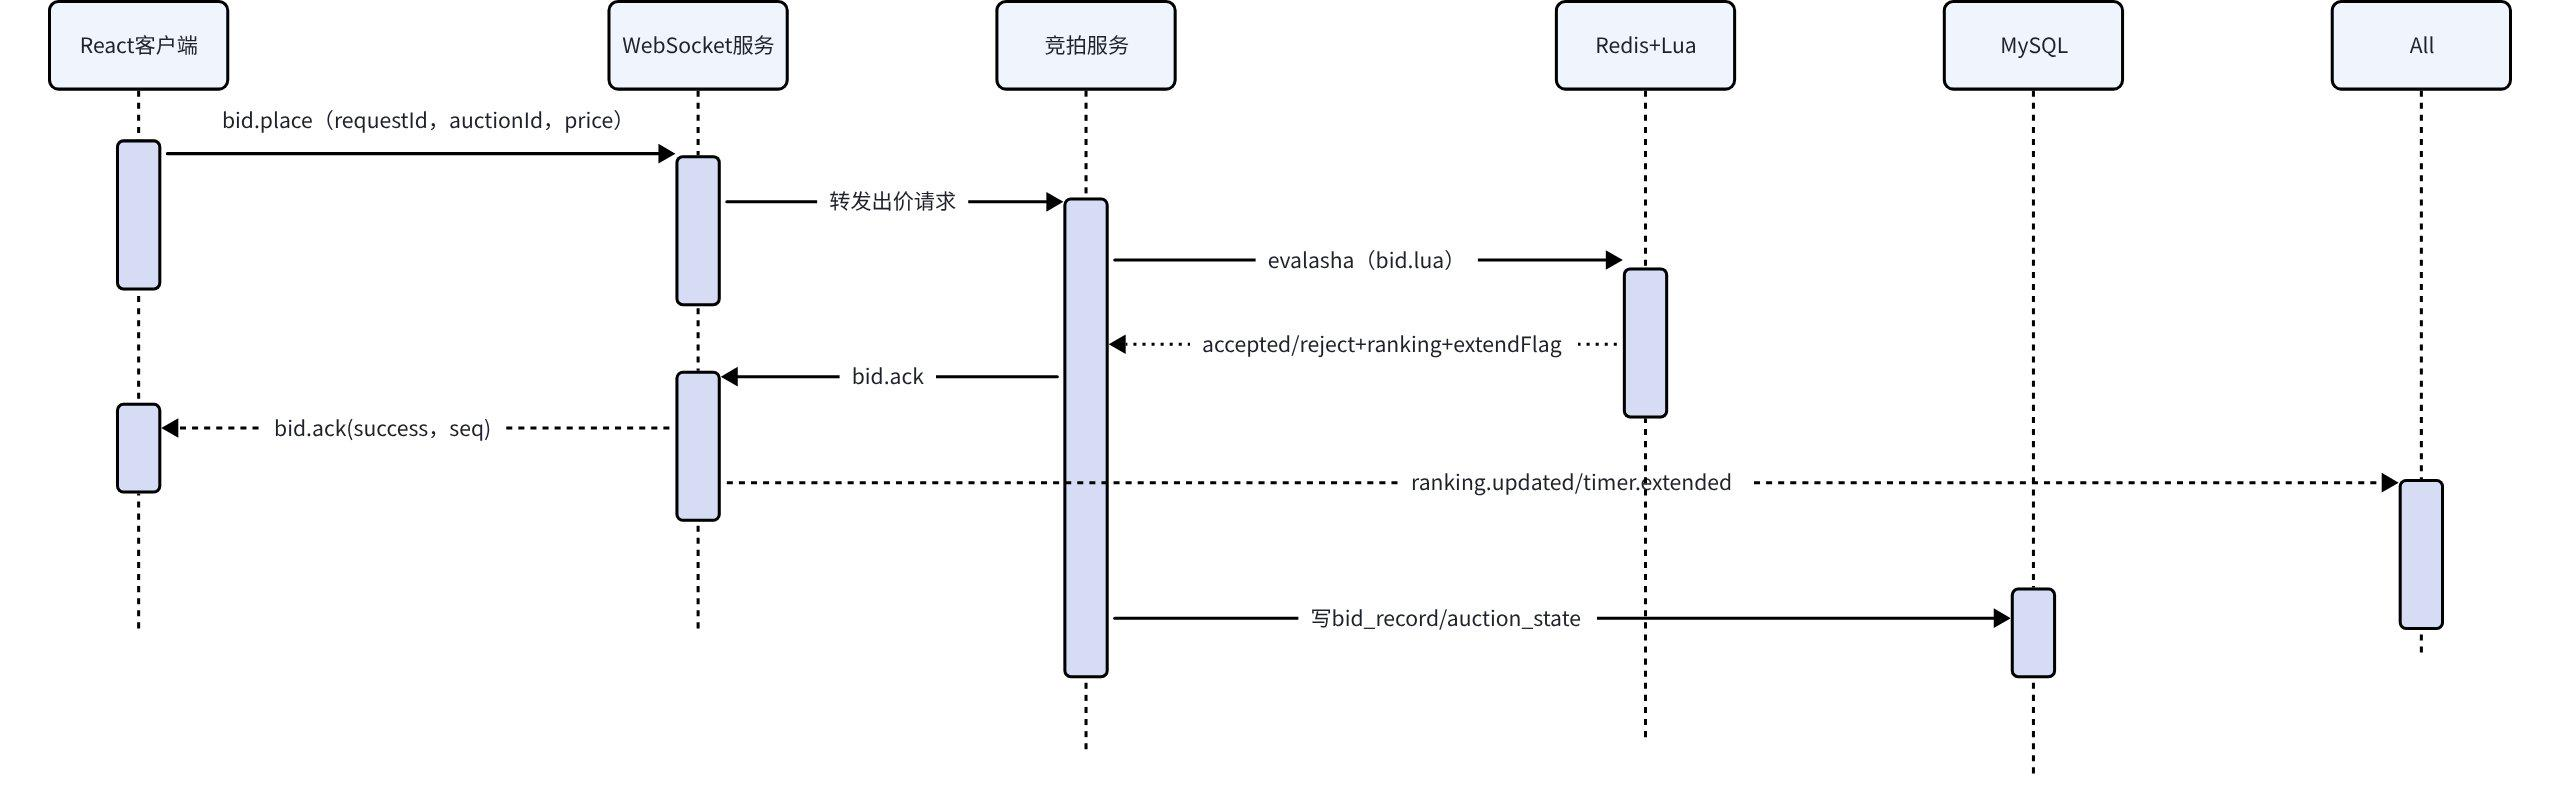 React客户端
WebSocket服务
竞拍服务
Redis+Lua
MySQL
All
bid.place（requestId，auctionId，price）
转发出价请求
evalasha（bid.lua）
accepted/reject+ranking+extendFlag
bid.ack
bid.ack(success，seq)
ranking.updated/timer.extended
写bid_record/auction_state